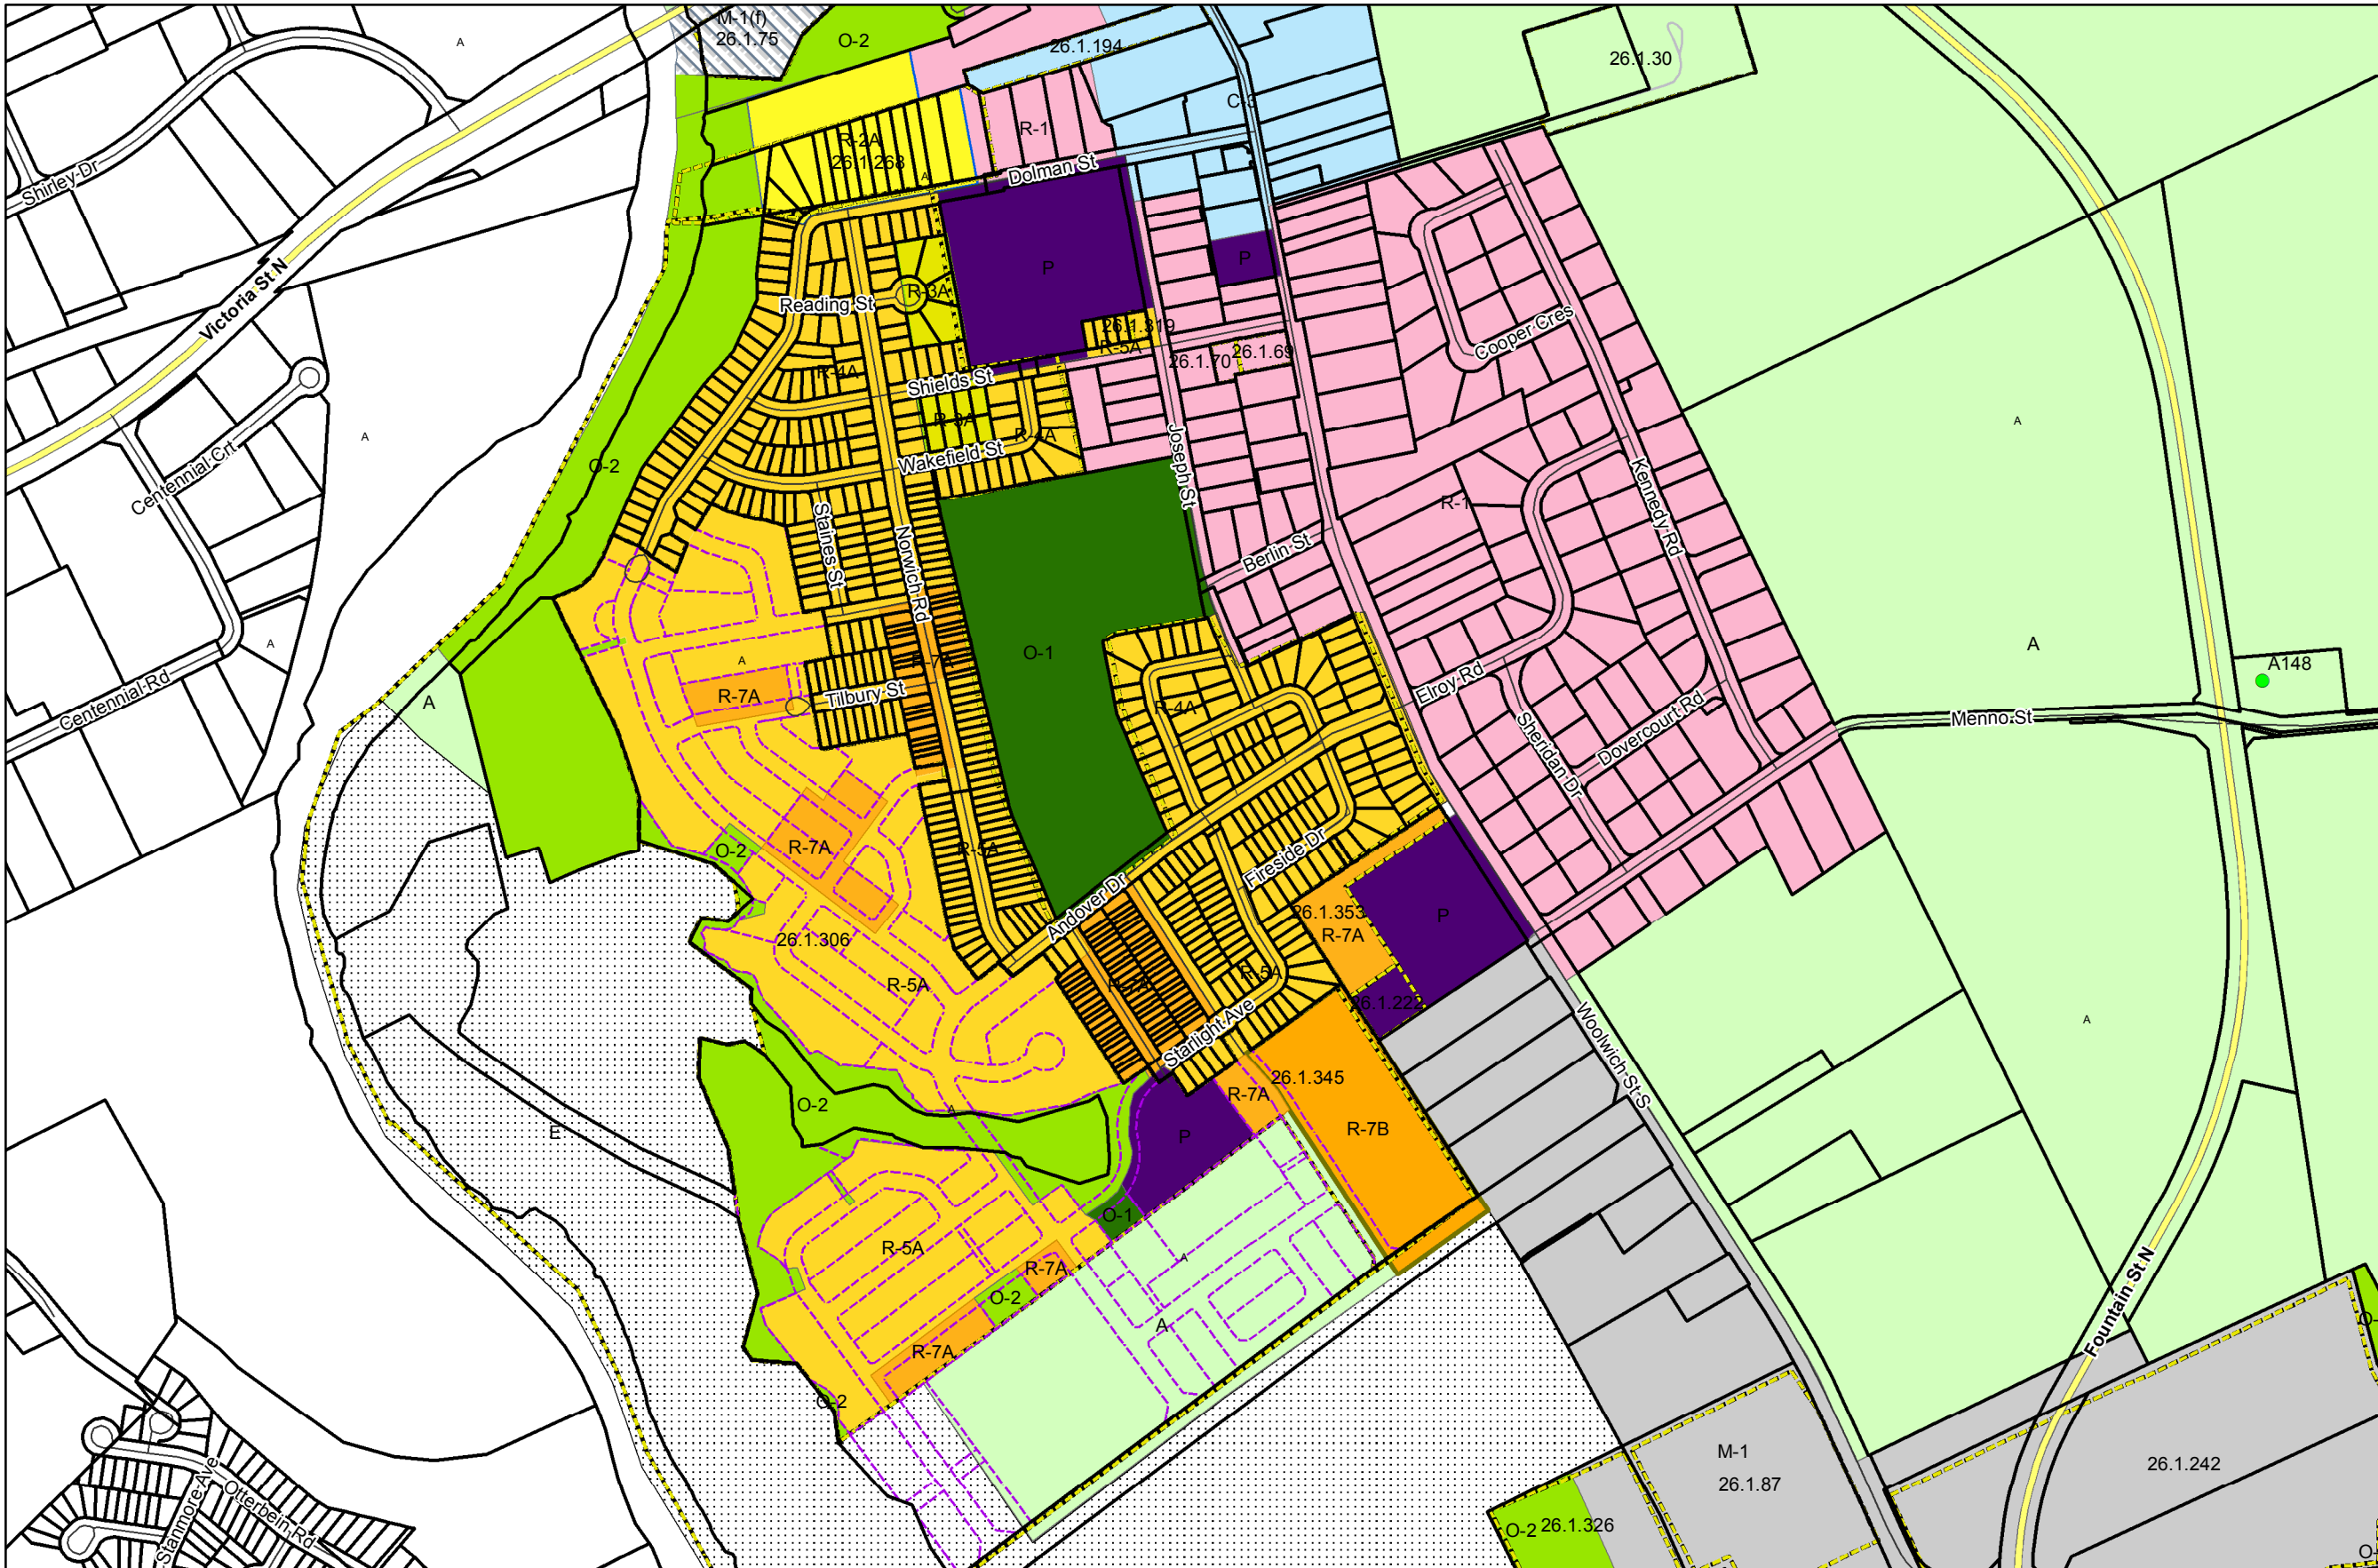 M-1(f)
26.1.75
A
O-2
26.1.194
26.1.30
C-3
R-1
R-2A
26.1.268
Dolman St
A
Shirley Dr
Victoria St N
P
P
Reading St
R-3A
26.1.319
R-5A
26.1.70
26.1.69
Cooper Cres
R-4A
Shields St
R-3A
R-4A
Wakefield St
Joseph St
A
A
Centennial Crt
O-2
Kennedy Rd
R-1
Staines St
Norwich Rd
Berlin St
A
O-1
R-7A
A
R-7A
Tilbury St
A
A148
Elroy Rd
Centennial Rd
A
R-4A
Sheridan Dr
Dovercourt Rd
Menno St
O-2
R-7A
R-5A
Fireside Dr
Andover Dr
26.1.353
R-7A
P
26.1.306
R-5A
R-7A
R-5A
26.1.222
Starlight Ave
Woolwich St S
A
26.1.345
R-7A
O-2
A
R-7B
E
P
O-1
R-5A
R-7A
A
O-2
A
R-7A
Fountain St N
O-2
O-
Stanmore Ave
Otterbein Rd
M-1
26.1.87
26.1.242
O-2
26.1.326